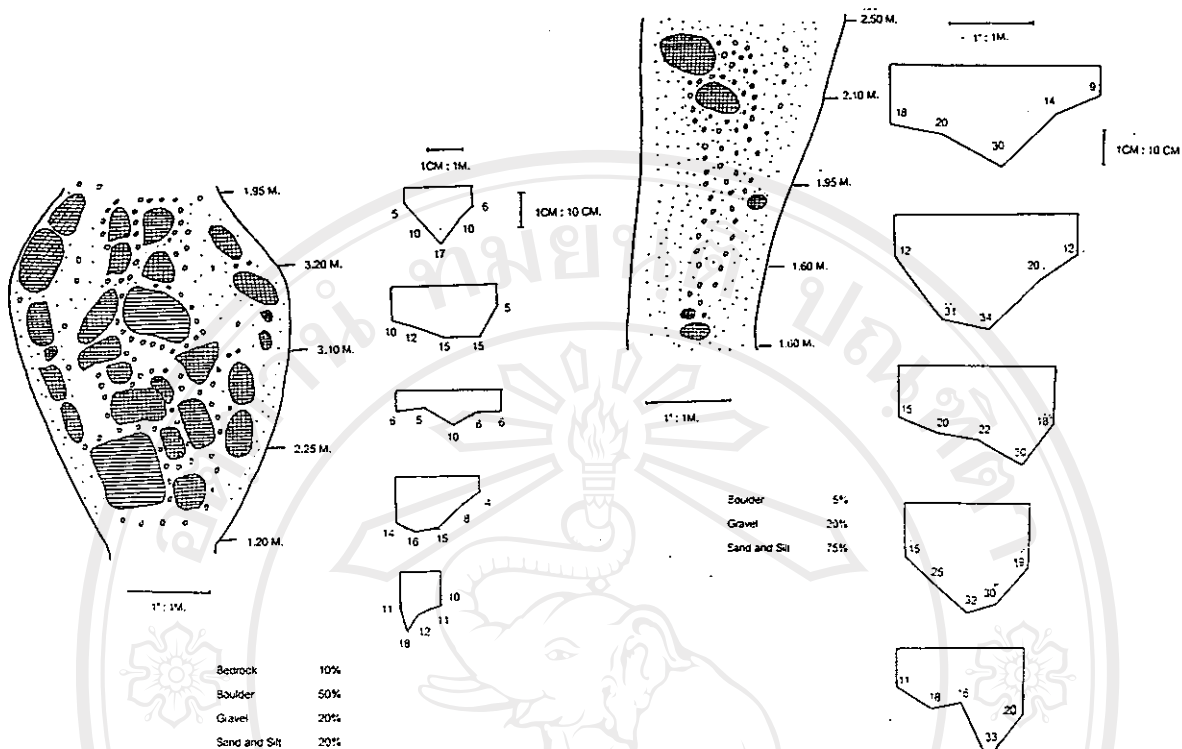 1.95 M.
3.20 M.
3.10 M.
2.25 M.
1.20 M.
1" : 1M.
Bedrock 10%
Boulder 50%
Gravel 20%
Sand and Silt 20%
1CM : 1M.
1CM : 10 CM.
5 6
10 10
17
5
10 12 15 15
6 5 10 6 6
4
8
14 16 15
10
11 11
12
18
2.50 M.
2.10 M.
1.95 M.
1.60 M.
1.60 M.
1" : 1M.
Boulder 5%
Gravel 20%
Sand and Silt 75%
1" : 1M.
1CM : 10 CM
9
14
18 20
30
12 12
20
31 34
15 18
20 22
30
15 19
25
32 30
11 18 16 20
33